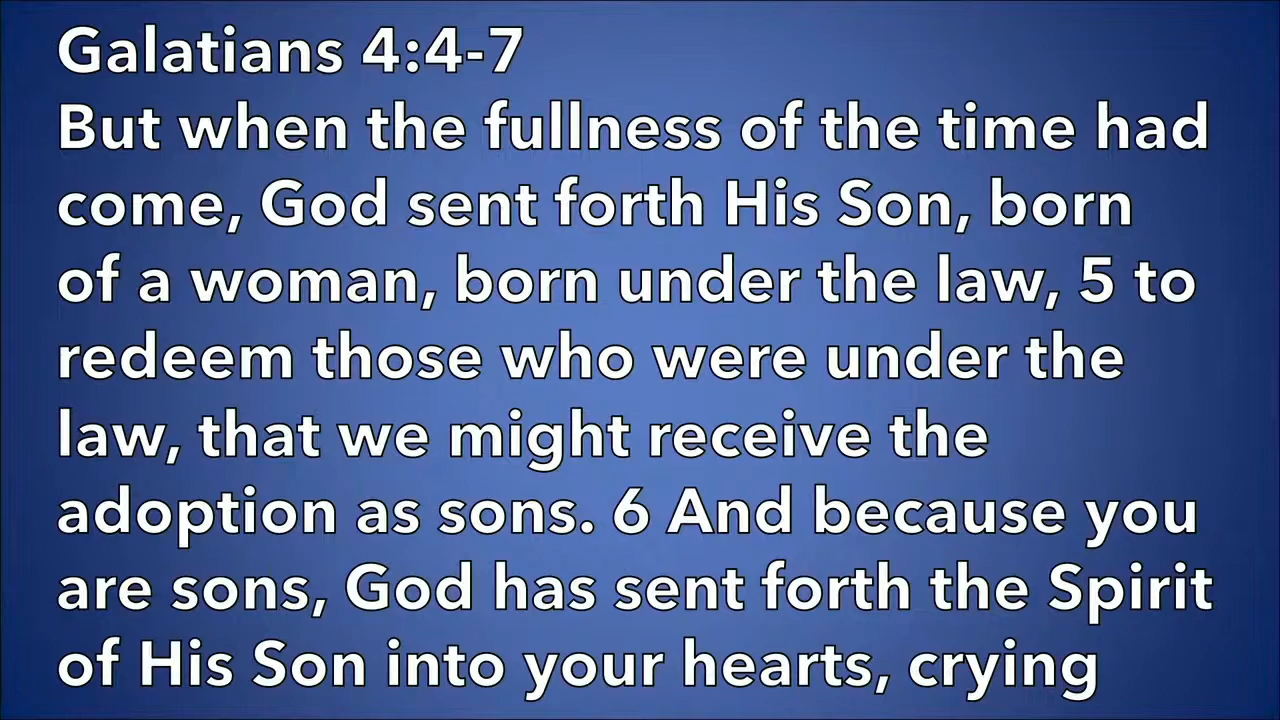 Galatians 4:4-7
But when the fullness of the time had
come, God sent forth His Son, born
of a woman, born under the law, 5 to
redeem those who were under the
law, that we might receive the
adoption as sons. 6 And because you
are sons, God has sent forth the Spirit
of His Son into your hearts, crying